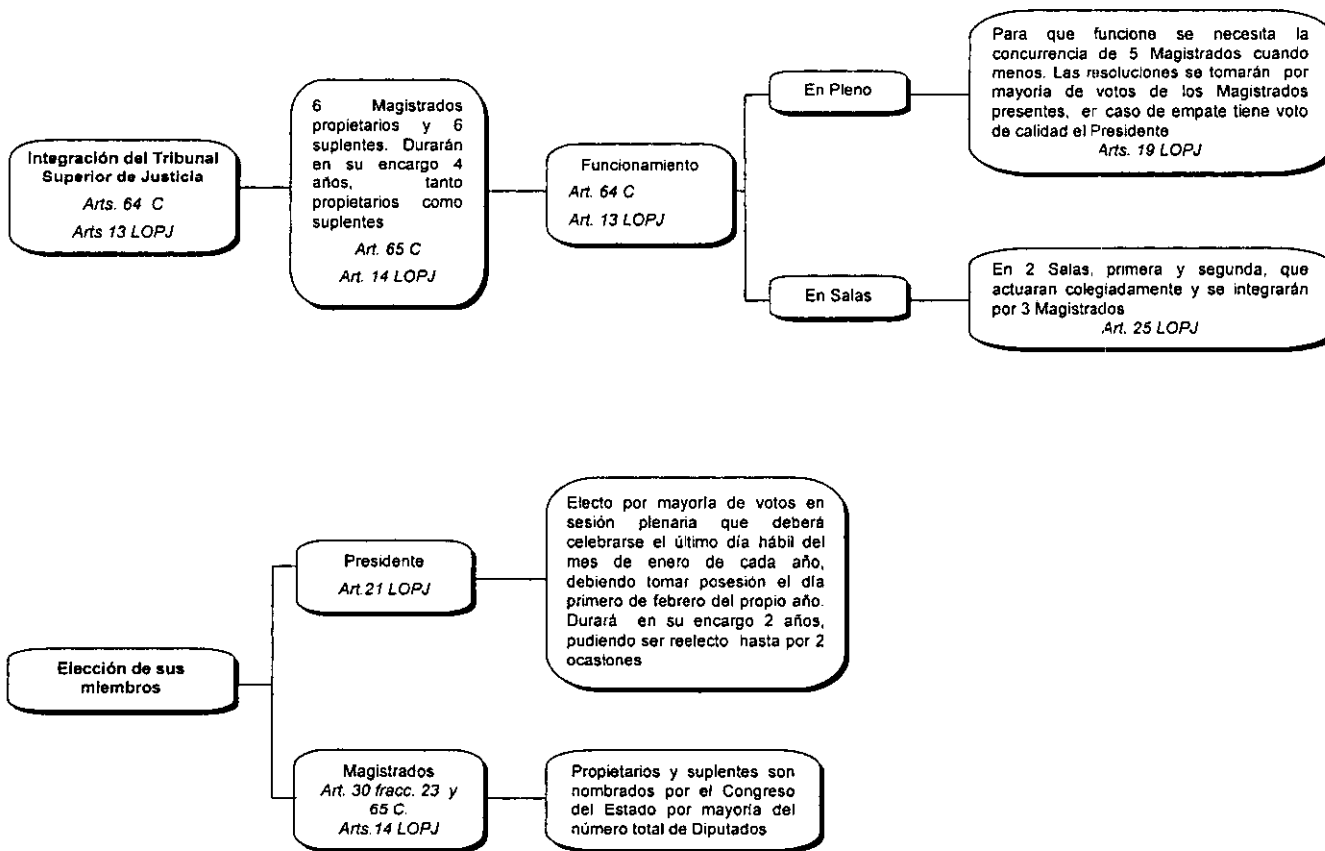 Integración del Tribunal
Superior de Justicia
Arts. 64 C
Arts 13 LOPJ
6 Magistrados
propietarios y 6
suplentes. Durarán
en su encargo 4
años, tanto
propietarios como
suplentes
Art. 65 C
Art. 14 LOPJ
Funcionamiento
Art. 64 C
Art. 13 LOPJ
En Pleno
Para que funcione se necesita la
concurrencia de 5 Magistrados cuando
menos. Las resoluciones se tomarán por
mayoría de votos de los Magistrados
presentes, er caso de empate tiene voto
de calidad el Presidente
Arts. 19 LOPJ
En Salas
En 2 Salas, primera y segunda, que
actuaran colegiadamente y se integrarán
por 3 Magistrados
Art. 25 LOPJ
Elección de sus
miembros
Presidente
Art.21 LOPJ
Electo por mayoría de votos en
sesión plenaria que deberá
celebrarse el último día hábil del
mes de enero de cada año,
debiendo tomar posesión el día
primero de febrero del propio año.
Durará en su encargo 2 años,
pudiendo ser reelecto hasta por 2
ocasiones
Magistrados
Art. 30 fracc. 23 y
65 C.
Arts.14 LOPJ
Propietarios y suplentes son
nombrados por el Congreso
del Estado por mayoría del
número total de Diputados